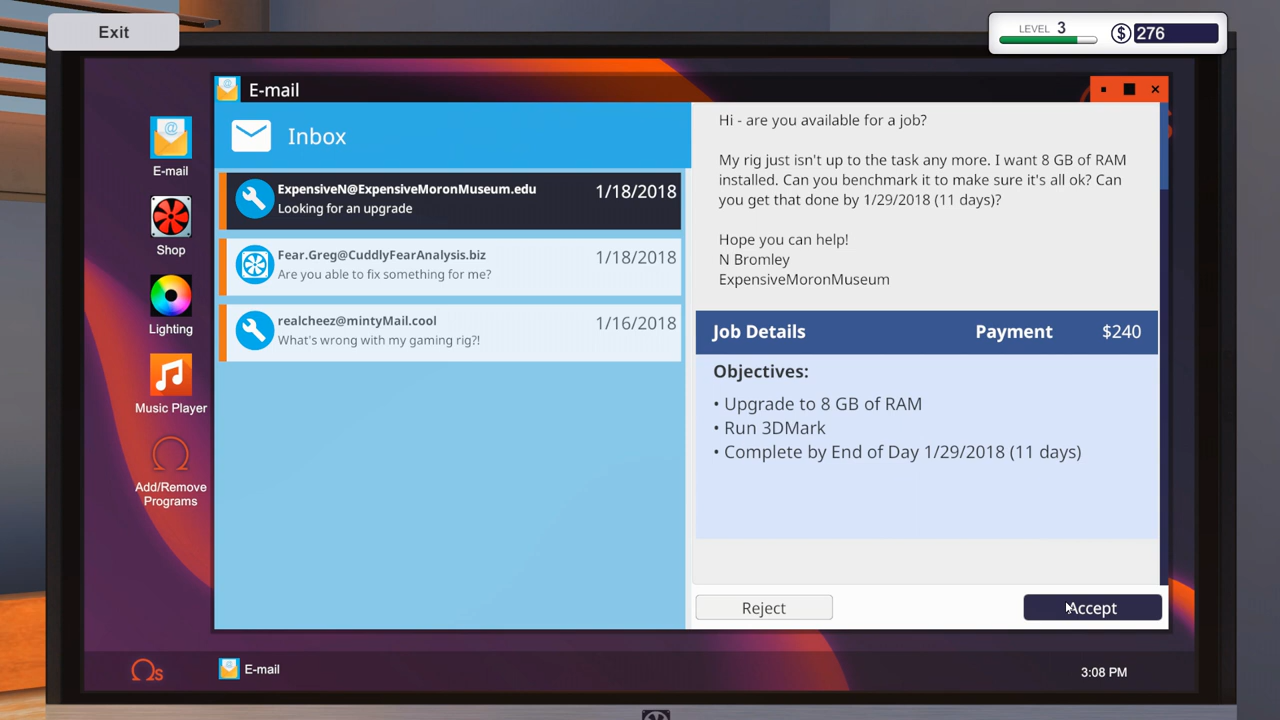 Exit
LEVEL 3
$ 276
E-mail
Shop
Lighting
Music Player
Add/Remove
Programs
E-mail
Inbox
ExpensiveN@ExpensiveMoronMuseum.edu 1/18/2018
Looking for an upgrade
Fear.Greg@CuddlyFearAnalysis.biz 1/18/2018
Are you able to fix something for me?
realcheez@mintyMail.cool 1/16/2018
What's wrong with my gaming rig?!
Hi - are you available for a job?
My rig just isn't up to the task any more. I want 8 GB of RAM
installed. Can you benchmark it to make sure it's all ok? Can
you get that done by 1/29/2018 (11 days)?
Hope you can help!
N Bromley
ExpensiveMoronMuseum
Job Details Payment $240
Objectives:
• Upgrade to 8 GB of RAM
• Run 3DMark
• Complete by End of Day 1/29/2018 (11 days)
Reject Accept
Ωs E-mail 3:08 PM